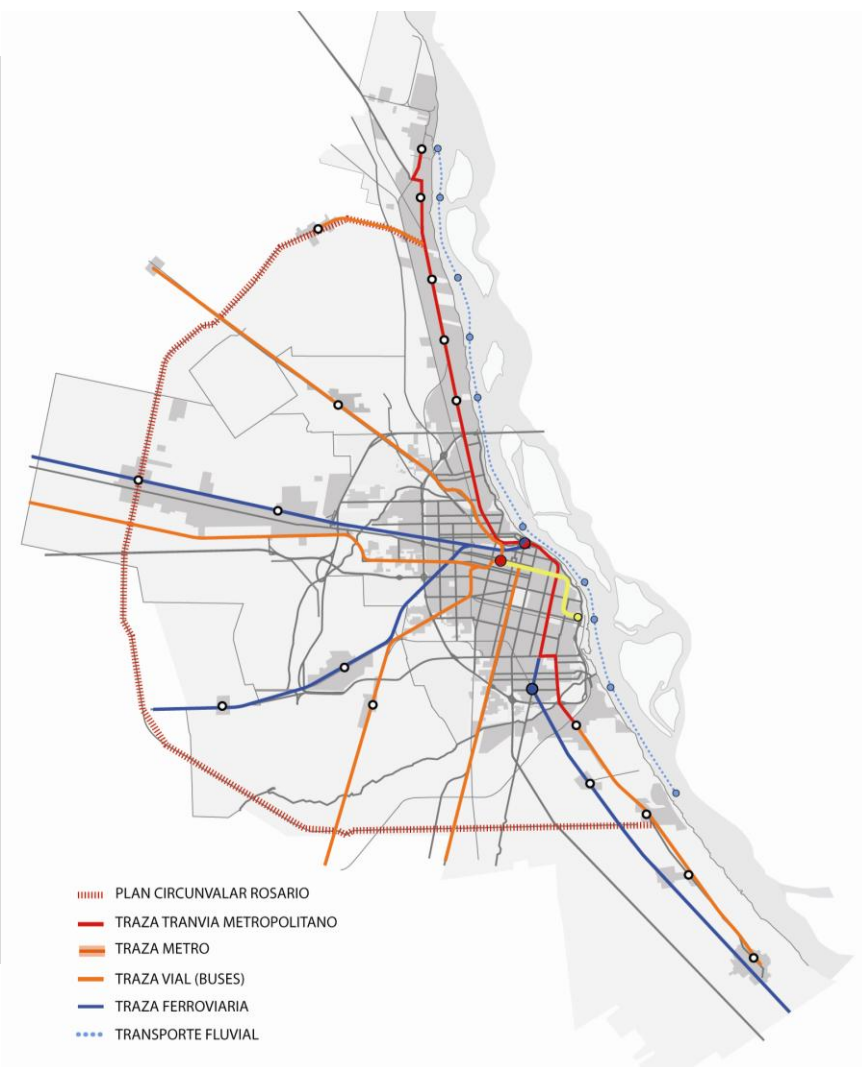 PLAN CIRCUNVALAR ROSARIO
TRAZA TRANVIA METROPOLITANO
TRAZA METRO
TRAZA VIAL (BUSES)
TRAZA FERROVIARIA
TRANSPORTE FLUVIAL